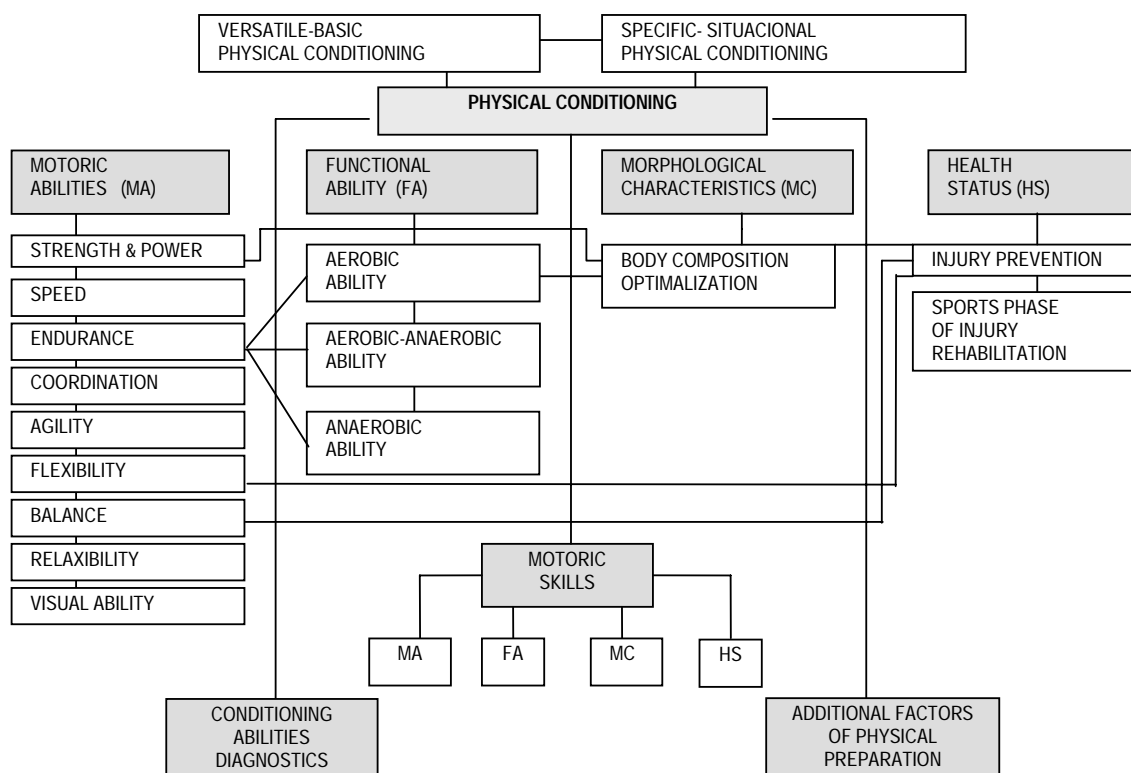 VERSATILE-BASIC
PHYSICAL CONDITIONING
SPECIFIC- SITUACIONAL
PHYSICAL CONDITIONING
PHYSICAL CONDITIONING
MOTORIC
ABILITIES (MA)
FUNCTIONAL
ABILITY (FA)
MORPHOLOGICAL
CHARACTERISTICS (MC)
HEALTH
STATUS (HS)
STRENGTH & POWER
SPEED
ENDURANCE
COORDINATION
AGILITY
FLEXIBILITY
BALANCE
RELAXIBILITY
VISUAL ABILITY
AEROBIC
ABILITY
AEROBIC-ANAEROBIC
ABILITY
ANAEROBIC
ABILITY
BODY COMPOSITION
OPTIMALIZATION
INJURY PREVENTION
SPORTS PHASE
OF INJURY
REHABILITATION
MOTORIC
SKILLS
MA
FA
MC
HS
CONDITIONING
ABILITIES
DIAGNOSTICS
ADDITIONAL FACTORS
OF PHYSICAL
PREPARATION